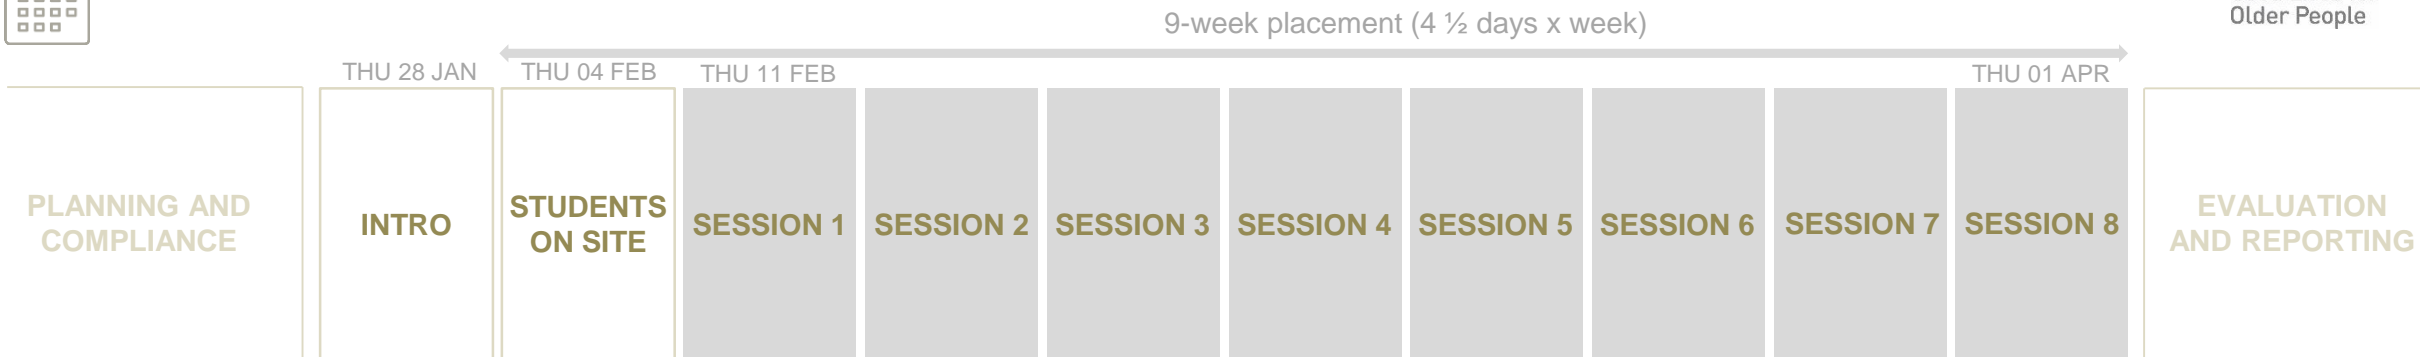 9-week placement (4 ½ days x week)
Older People
THU 28 JAN
THU 04 FEB
THU 11 FEB
THU 01 APR
PLANNING AND
COMPLIANCE
INTRO
STUDENTS
ON SITE
SESSION 1
SESSION 2
SESSION 3
SESSION 4
SESSION 5
SESSION 6
SESSION 7
SESSION 8
EVALUATION
AND REPORTING